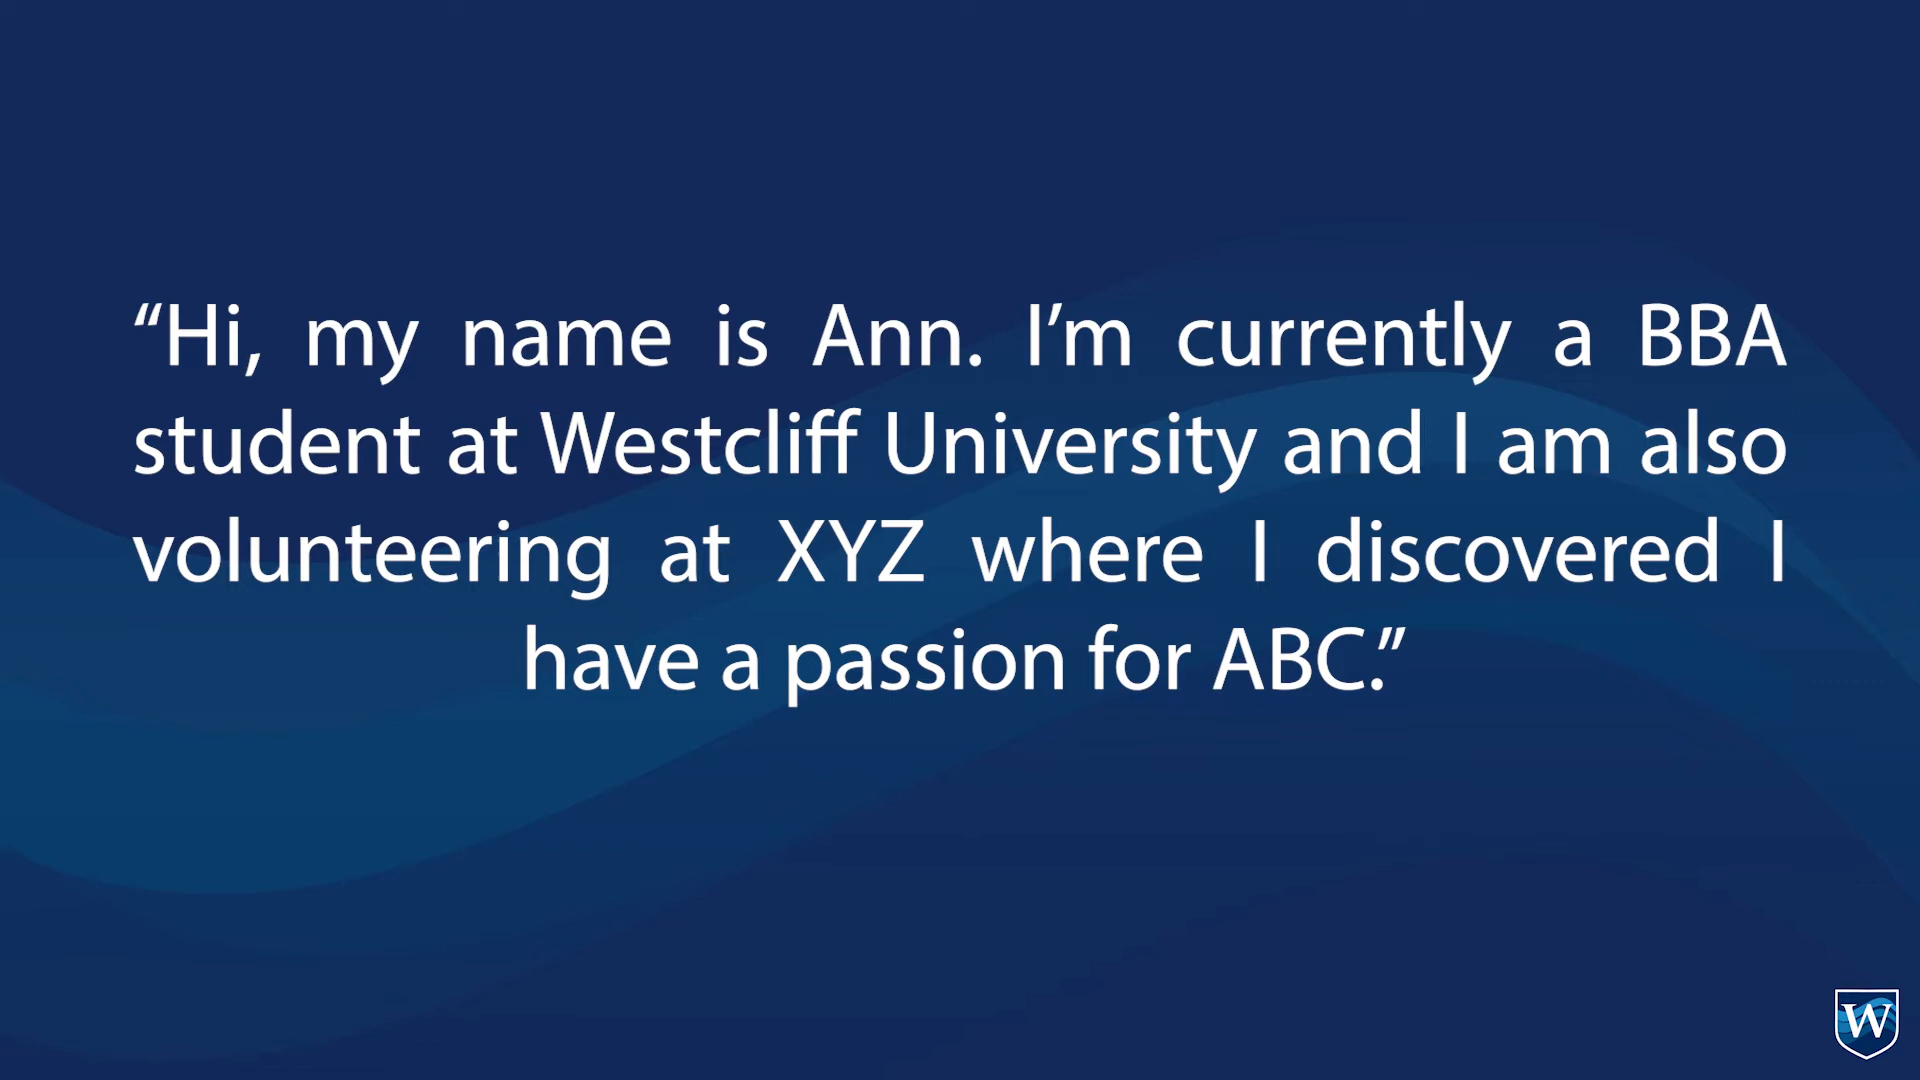 “Hi, my name is Ann. I’m currently a BBA
student at Westcliff University and I am also
volunteering at XYZ where I discovered I
have a passion for ABC.”
W